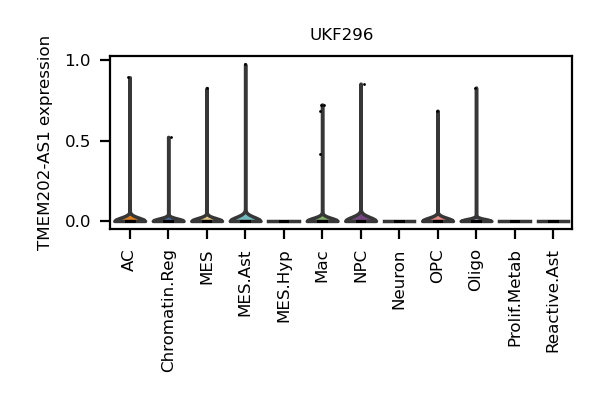 UKF296
TMEM202-AS1 expression
1.0
0.5
0.0
AC
Chromatin.Reg
MES
MES.Ast
MES.Hyp
Mac
NPC
Neuron
OPC
Oligo
Prolif.Metab
Reactive.Ast